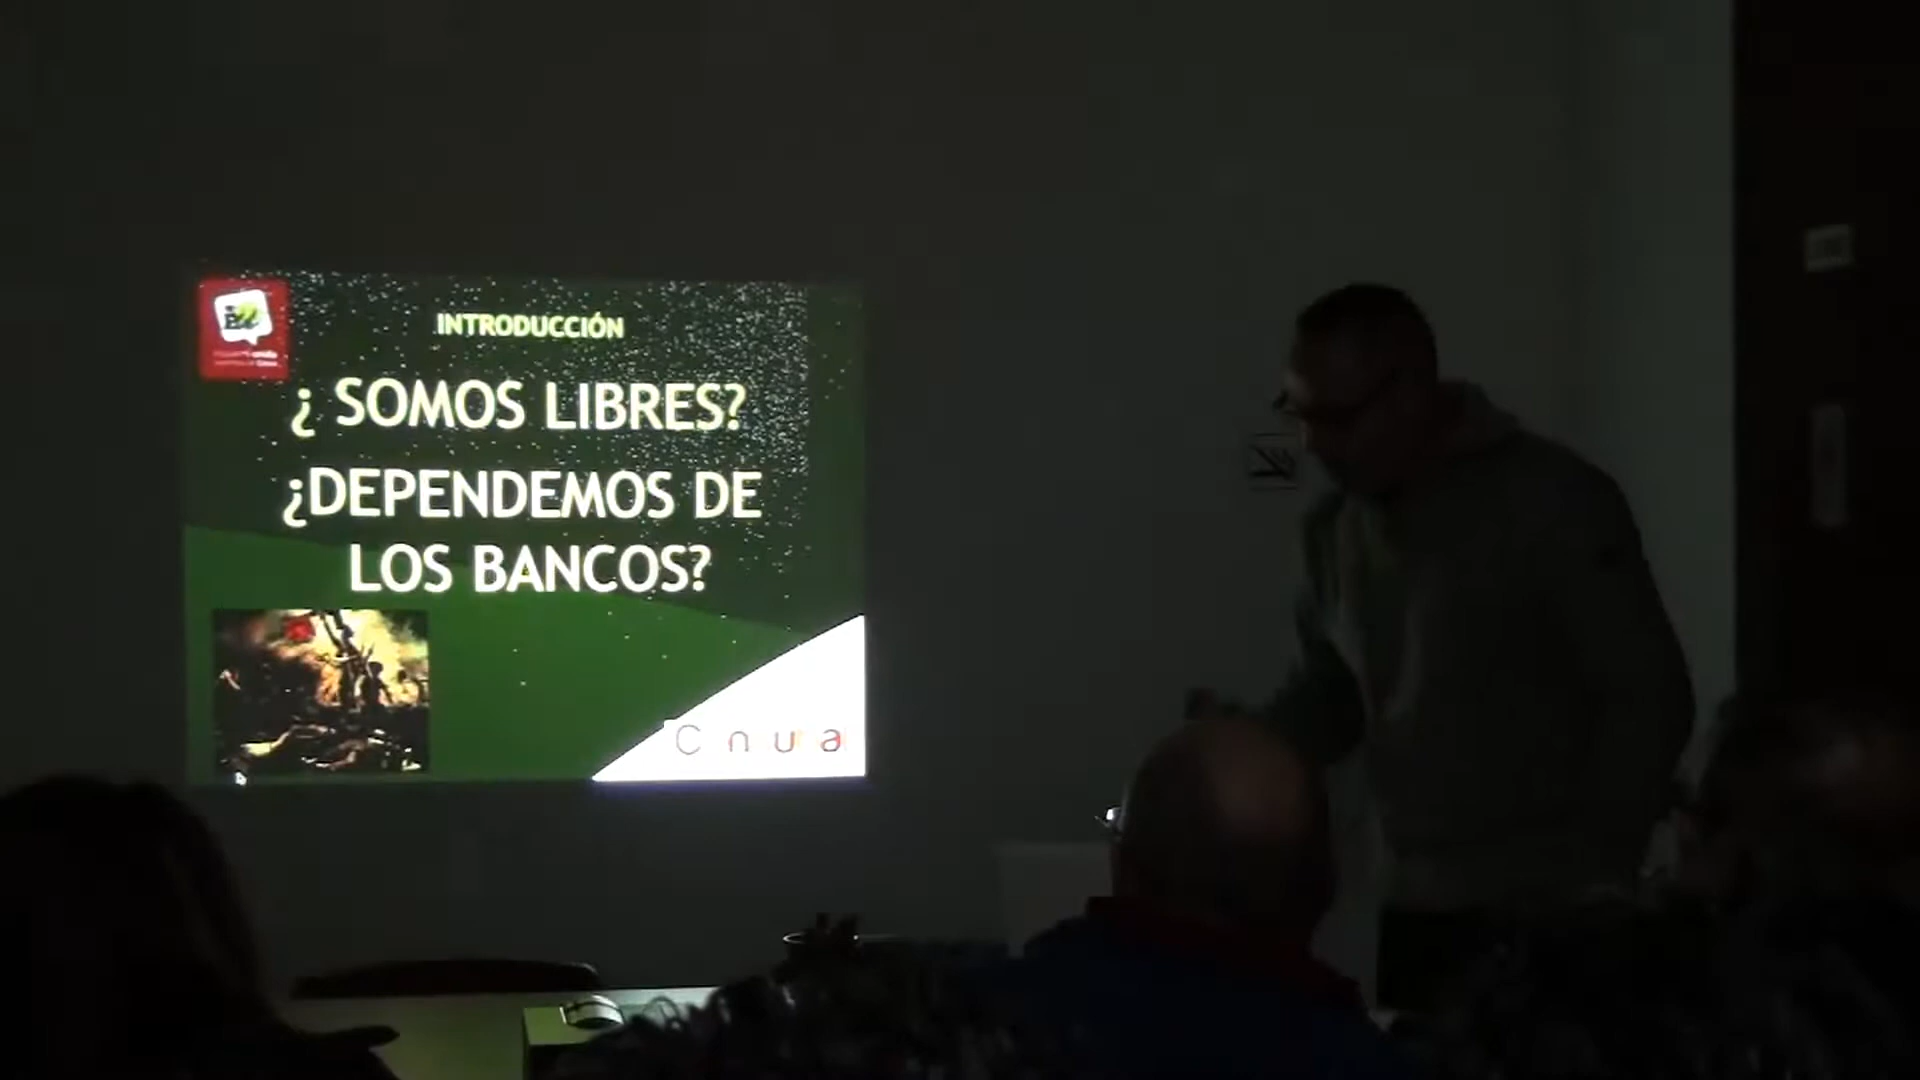 INTRODUCCIÓN
¿ SOMOS LIBRES?
¿DEPENDEMOS DE
LOS BANCOS?
C n u a